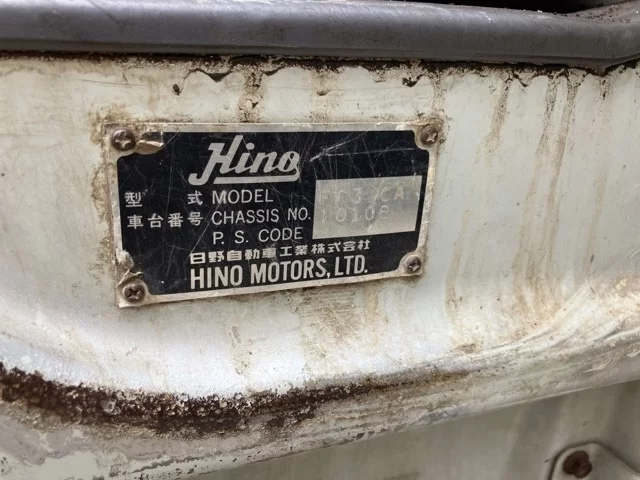 Hino
型 式 MODEL
車台番号 CHASSIS NO. 10108
P. S. CODE
日野自動車工業株式会社
HINO MOTORS, LTD.